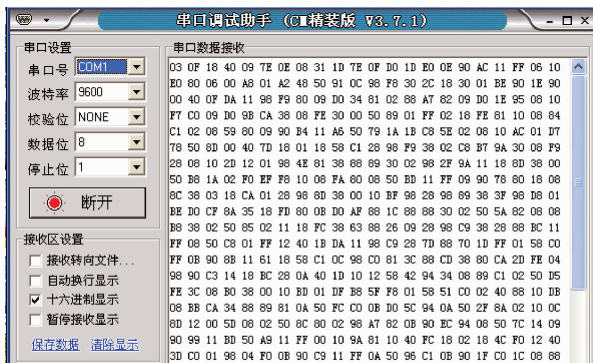 串口调试助手 (CM精装版 V3.7.1)
串口设置
串口号 COM1
波特率 9600
校验位 NONE
数据位 8
停止位 1
断开
接收区设置
接收转向文件...
自动换行显示
十六进制显示
暂停接收显示
保存数据 清除显示
串口数据接收
03 0F 18 40 09 7E 0E 08 31 1D 7E 0F D0 1D E0 0E 90 AC 11 FF 06 10
E0 80 06 00 A8 01 A2 48 50 91 0C 98 F8 30 2C 18 30 01 BE 90 1E 90
00 40 0F DA 11 98 F9 80 09 D0 34 81 02 88 A7 82 09 D0 1E 95 08 10
F7 C0 09 D0 9B CA 38 08 FE 30 00 50 89 01 FF 02 18 FE 81 10 08 84
C1 02 08 59 80 09 90 B4 11 A6 50 79 1A 1B C8 5E 02 08 10 AC 01 D7
78 50 8D 00 40 7D 18 01 18 58 C1 28 98 F9 38 02 C8 B7 9A 30 08 F9
28 08 10 2D 12 01 98 4E 81 38 88 89 30 02 98 2F 9A 11 18 8D 38 00
50 B8 1A 02 F0 EF F8 10 08 FA 80 08 50 BD 11 FF 09 90 78 80 18 08
8C 38 03 18 CA 01 28 98 8D 38 00 10 BF 98 28 98 89 38 3F 98 D8 01
BE D0 CF 8A 35 18 FD 80 0B D0 AF 88 1C 88 88 30 02 50 5A 82 08 08
B8 38 02 50 85 02 11 18 FC 38 63 88 26 09 28 98 C9 38 28 88 BC 11
FF 08 50 C8 01 FF 12 40 1B DA 11 98 C9 28 7D 88 70 1D FF 01 58 C0
FF 0B 90 8B 11 61 18 58 C1 0C 98 C0 81 3C 88 CD 38 80 CA 2D FE 04
98 90 C3 14 18 BC 28 0A 40 1D 10 12 58 42 94 34 08 89 C1 02 50 D5
FE 3C 08 B0 38 00 10 BD 01 DF B8 5F F8 01 58 51 C0 02 40 88 10 DB
08 BB CA 34 88 89 81 0A 50 FC C0 0B D0 5C 94 0A 50 2F 8A 02 10 0C
8D 12 00 5D 08 02 50 8C 80 02 98 A7 82 0B 90 EC 94 08 50 7C 14 09
90 99 11 BD 50 A9 11 FF 00 10 9A 81 10 40 FC 18 02 18 4C F0 12 40
3D C0 01 98 04 F0 0B 90 C9 11 FF 0A 50 96 C1 0B 90 1F C0 1C 08 88